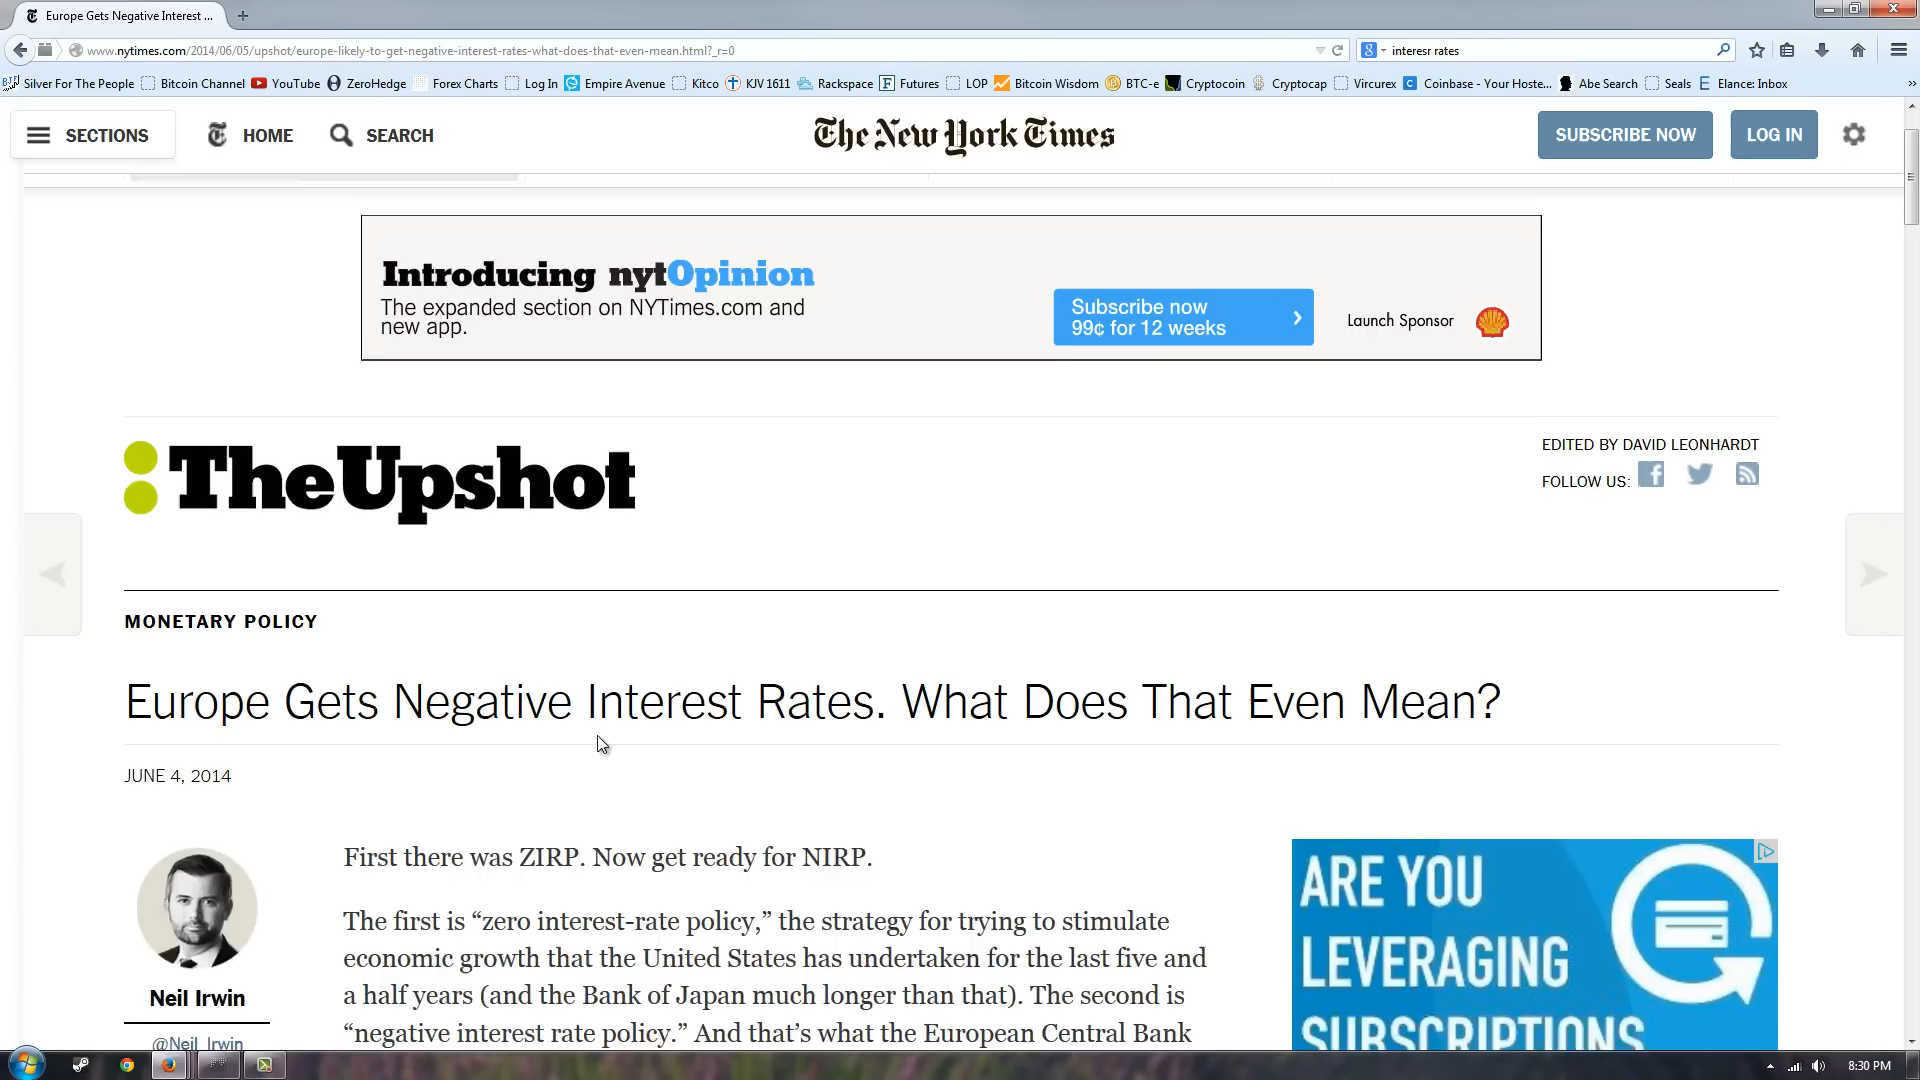 Europe Gets Negative Interest ...
www.nytimes.com/2014/06/05/upshot/europe-likely-to-get-negative-interest-rates-what-does-that-even-mean.html?_r=0
interesr rates
Silver For The People Bitcoin Channel YouTube ZeroHedge Forex Charts Log In Empire Avenue Kitco KJV 1611 Rackspace Futures LOP Bitcoin Wisdom BTC-e Cryptocoin Cryptocap Vircurex Coinbase - Your Hoste... Abe Search Seals Elance: Inbox
SECTIONS HOME SEARCH The New York Times SUBSCRIBE NOW LOG IN
Introducing nytOpinion
The expanded section on NYTimes.com and
new app.
Subscribe now
99¢ for 12 weeks
Launch Sponsor
TheUpshot
EDITED BY DAVID LEONHARDT
FOLLOW US:
MONETARY POLICY
Europe Gets Negative Interest Rates. What Does That Even Mean?
JUNE 4, 2014
Neil Irwin
@Neil_Irwin
First there was ZIRP. Now get ready for NIRP.
The first is “zero interest-rate policy,” the strategy for trying to stimulate
economic growth that the United States has undertaken for the last five and
a half years (and the Bank of Japan much longer than that). The second is
“negative interest rate policy.” And that’s what the European Central Bank
ARE YOU
LEVERAGING
SUBSCRIPTIONS
8:30 PM